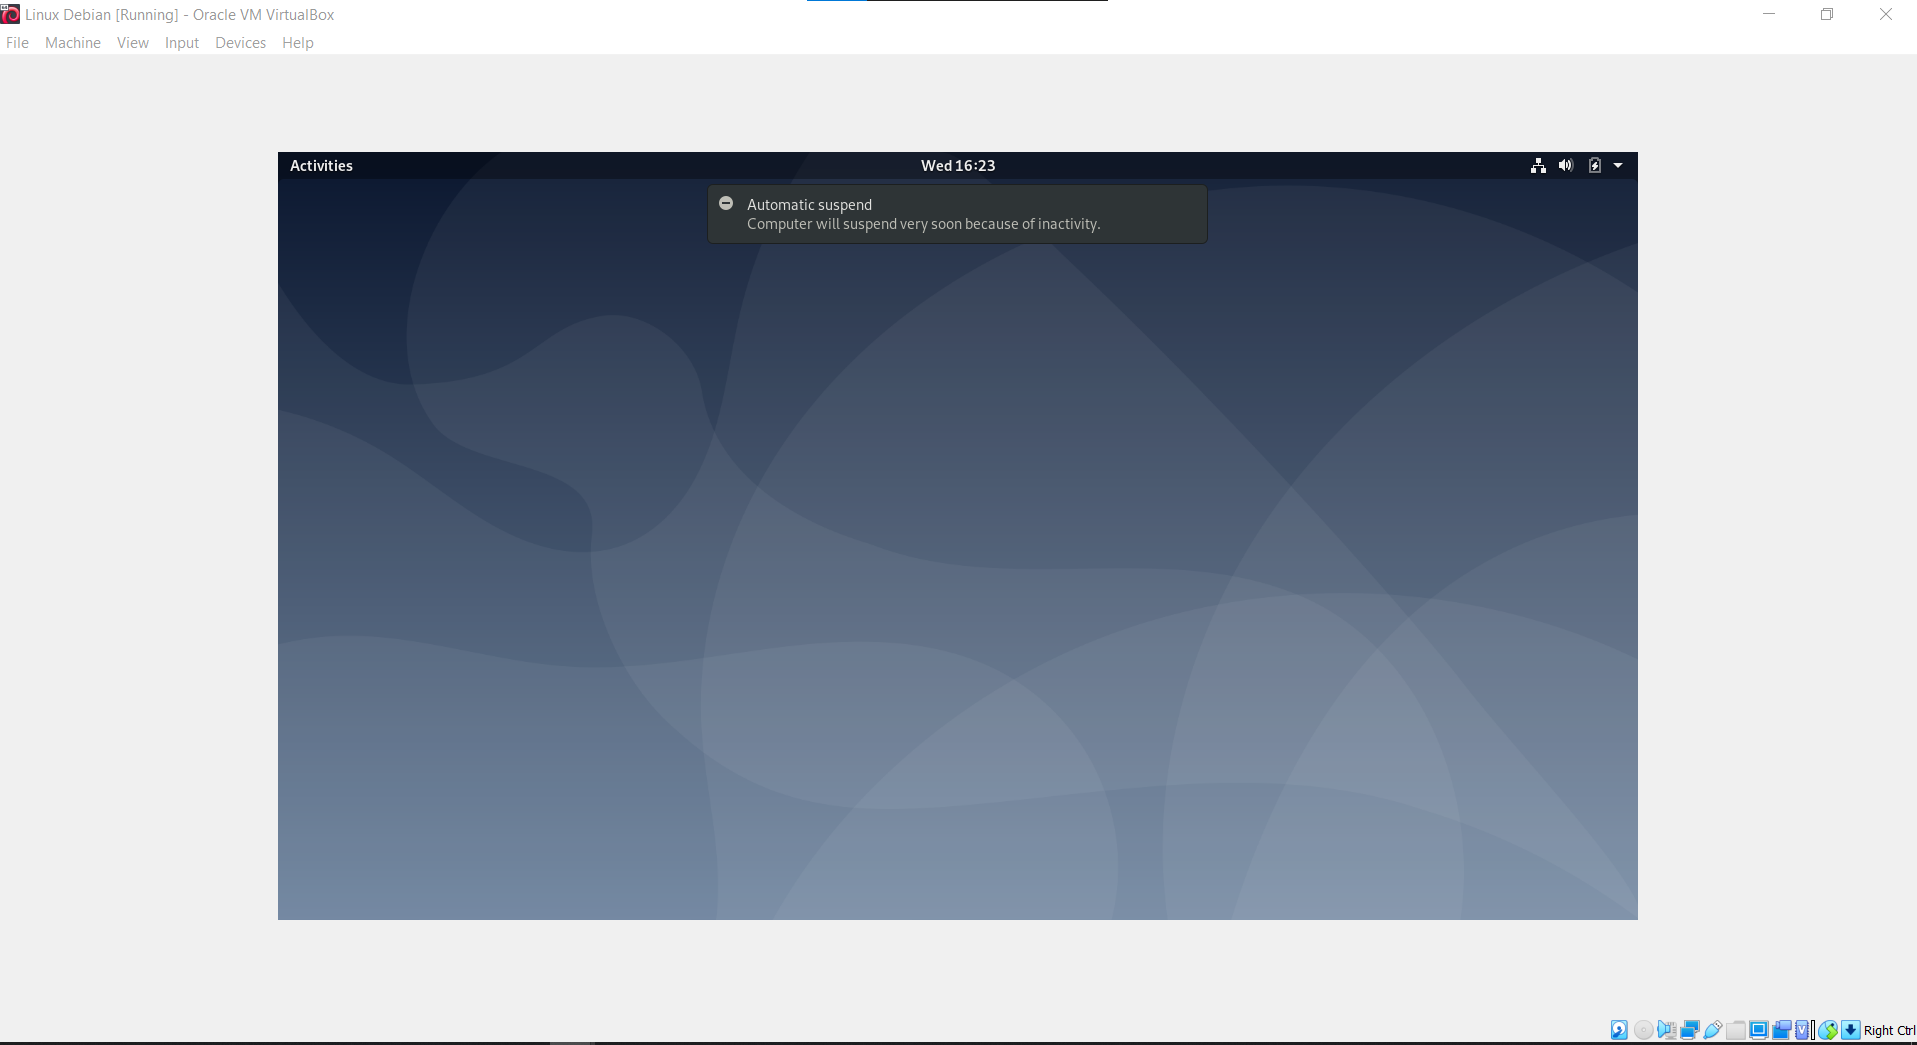 Linux Debian [Running] - Oracle VM VirtualBox
File Machine View Input Devices Help
Activities Wed 16:23
Automatic suspend
Computer will suspend very soon because of inactivity.
Right Ctrl